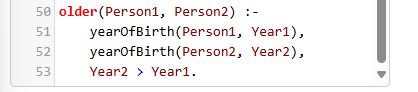 50 older(Person1, Person2) :-
51     yearOfBirth(Person1, Year1),
52     yearOfBirth(Person2, Year2),
53     Year2 > Year1.